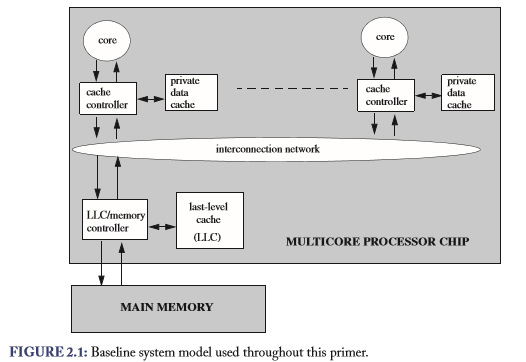 core
core
cache
controller
private
data
cache
cache
controller
private
data
cache
interconnection network
LLC/memory
controller
last-level
cache
(LLC)
MULTICORE PROCESSOR CHIP
MAIN MEMORY
FIGURE 2.1: Baseline system model used throughout this primer.